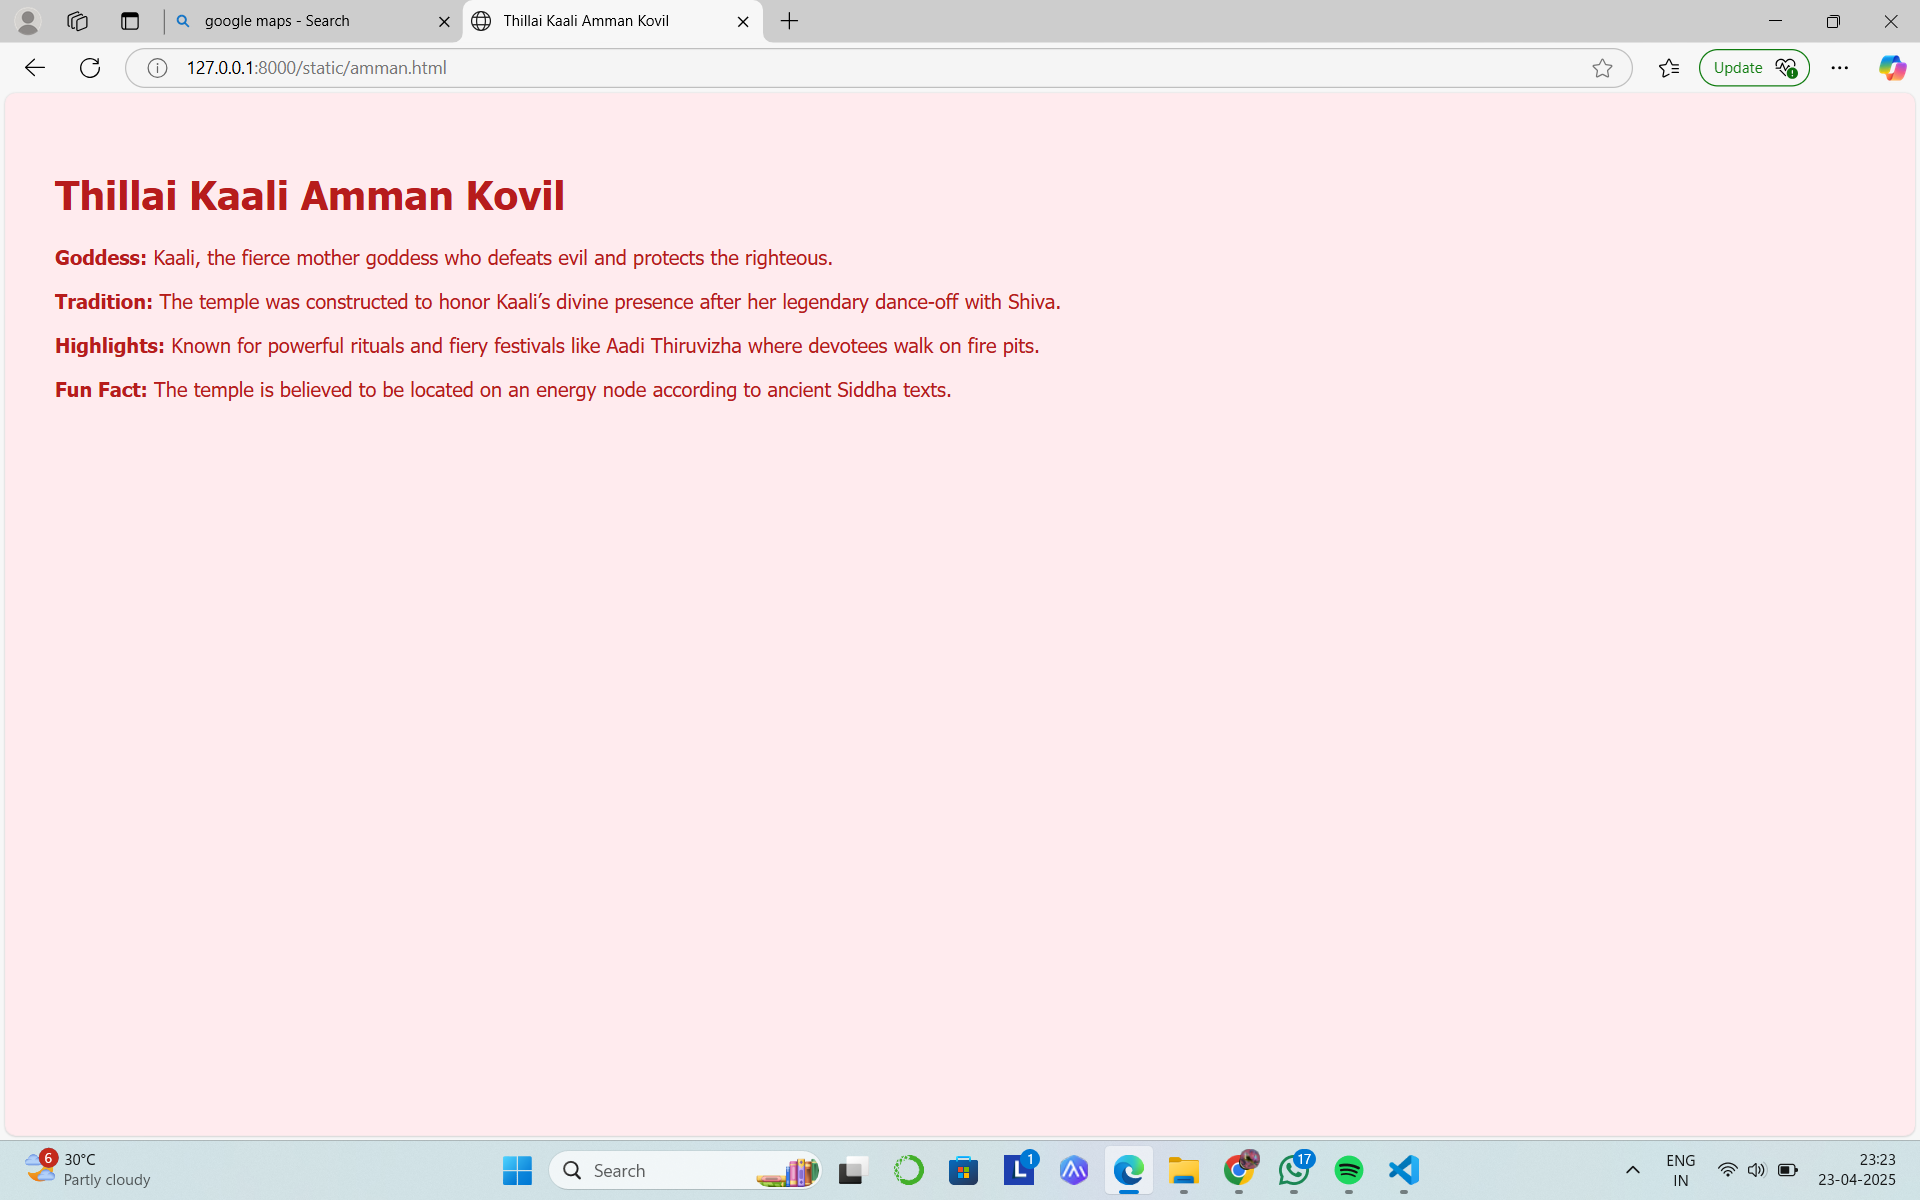 google maps - Search
Thillai Kaali Amman Kovil
127.0.0.1:8000/static/amman.html
Update
Thillai Kaali Amman Kovil
Goddess: Kaali, the fierce mother goddess who defeats evil and protects the righteous.
Tradition: The temple was constructed to honor Kaali’s divine presence after her legendary dance-off with Shiva.
Highlights: Known for powerful rituals and fiery festivals like Aadi Thiruvizha where devotees walk on fire pits.
Fun Fact: The temple is believed to be located on an energy node according to ancient Siddha texts.
6
30°C
Partly cloudy
Search
L 1
17
ENG
IN
23:23
23-04-2025